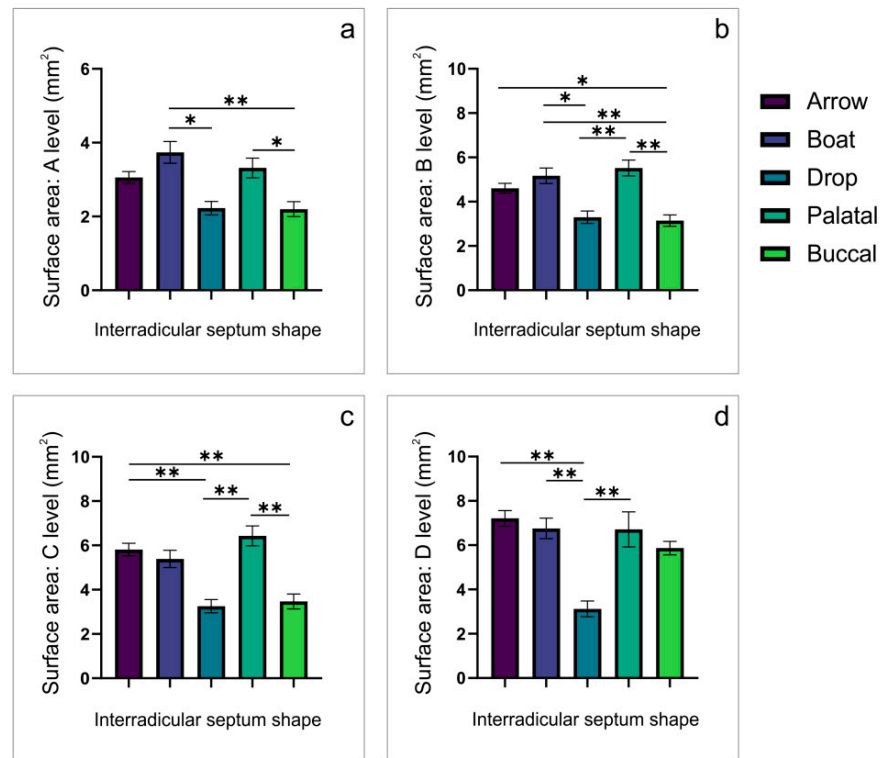 a
Surface area: A level (mm²)
6
4
2
0
**
*
*
Interradicular septum shape
b
Surface area: B level (mm²)
10
8
6
4
2
0
*
*
**
**
**
Interradicular septum shape
Arrow
Boat
Drop
Palatal
Buccal
c
Surface area: C level (mm²)
10
8
6
4
2
0
**
**
**
**
Interradicular septum shape
d
Surface area: D level (mm²)
10
8
6
4
2
0
**
**
**
Interradicular septum shape